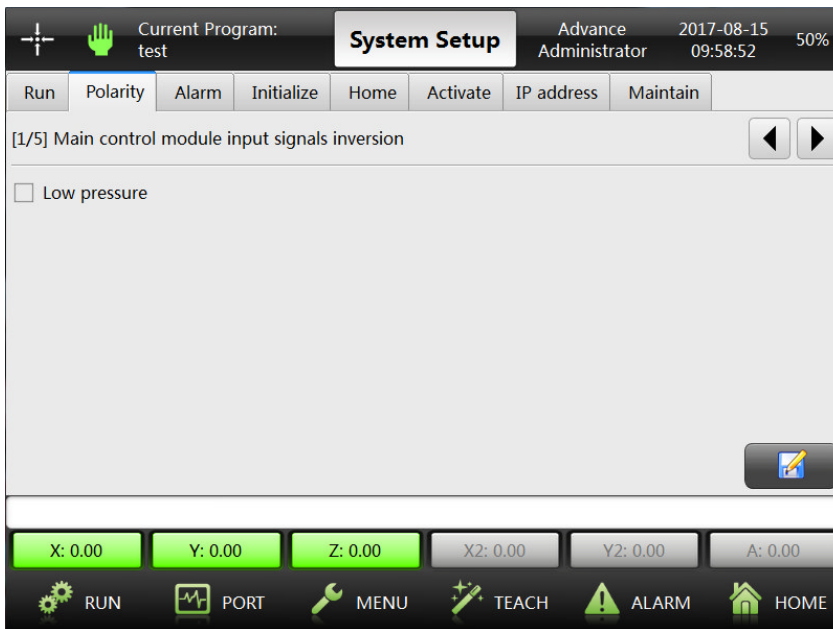 Current Program:
test
System Setup
Advance
Administrator
2017-08-15
09:58:52
50%
Run Polarity Alarm Initialize Home Activate IP address Maintain
[1/5] Main control module input signals inversion
Low pressure
X: 0.00 Y: 0.00 Z: 0.00 X2: 0.00 Y2: 0.00 A: 0.00
RUN PORT MENU TEACH ALARM HOME